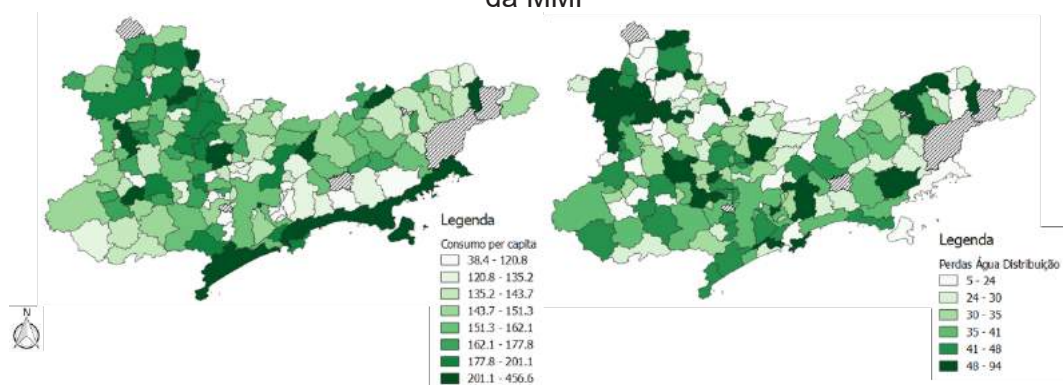 da MMP
Legenda
Consumo per capita
38.4 - 120.8
120.8 - 135.2
135.2 - 143.7
143.7 - 151.3
151.3 - 162.1
162.1 - 177.8
177.8 - 201.1
201.1 - 456.6
N
Legenda
Perdas Água Distribuição
5 - 24
24 - 30
30 - 35
35 - 41
41 - 48
48 - 94